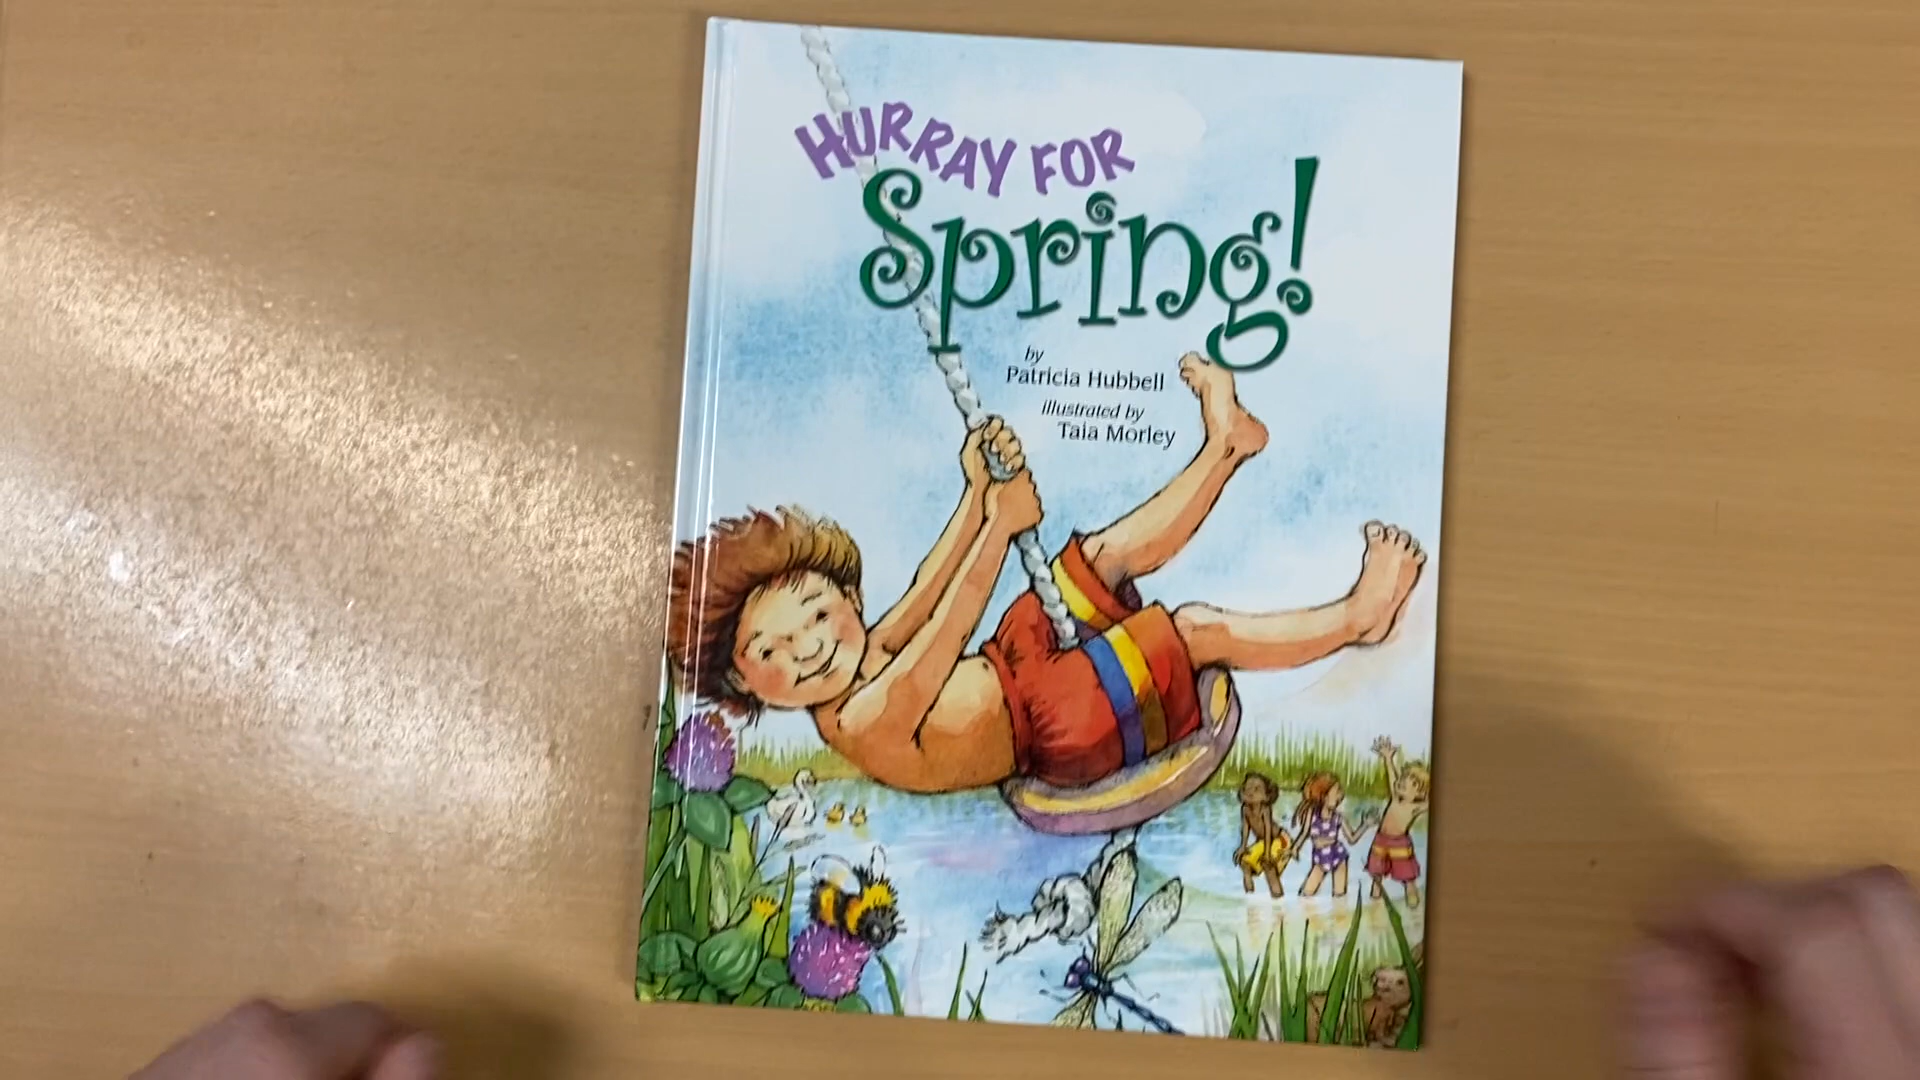 HURRAY FOR
Spring!
by
Patricia Hubbell
illustrated by
Taia Morley